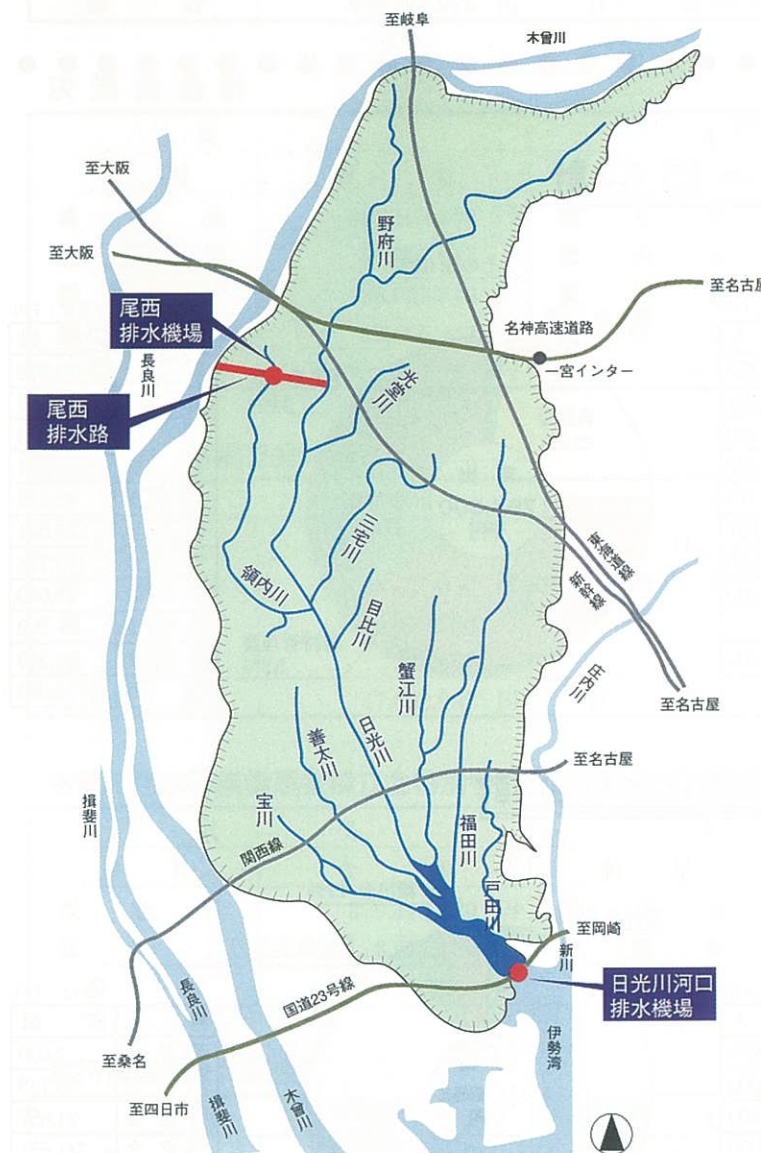 至岐阜
木曾川
至大阪
至大阪
野府川
至名古屋
尾西
排水機場
名神高速道路
一宮インター
長良川
光堂川
尾西
排水路
三宅川
東海道線
新幹線
領内川
目比川
蟹江川
庄内川
至名古屋
善太川
日光川
至名古屋
揖斐川
宝川
福田川
関西線
戸田川
至岡崎
新川
日光川河口
排水機場
長良川
国道23号線
伊勢湾
至桑名
至四日市
揖斐川
木曾川